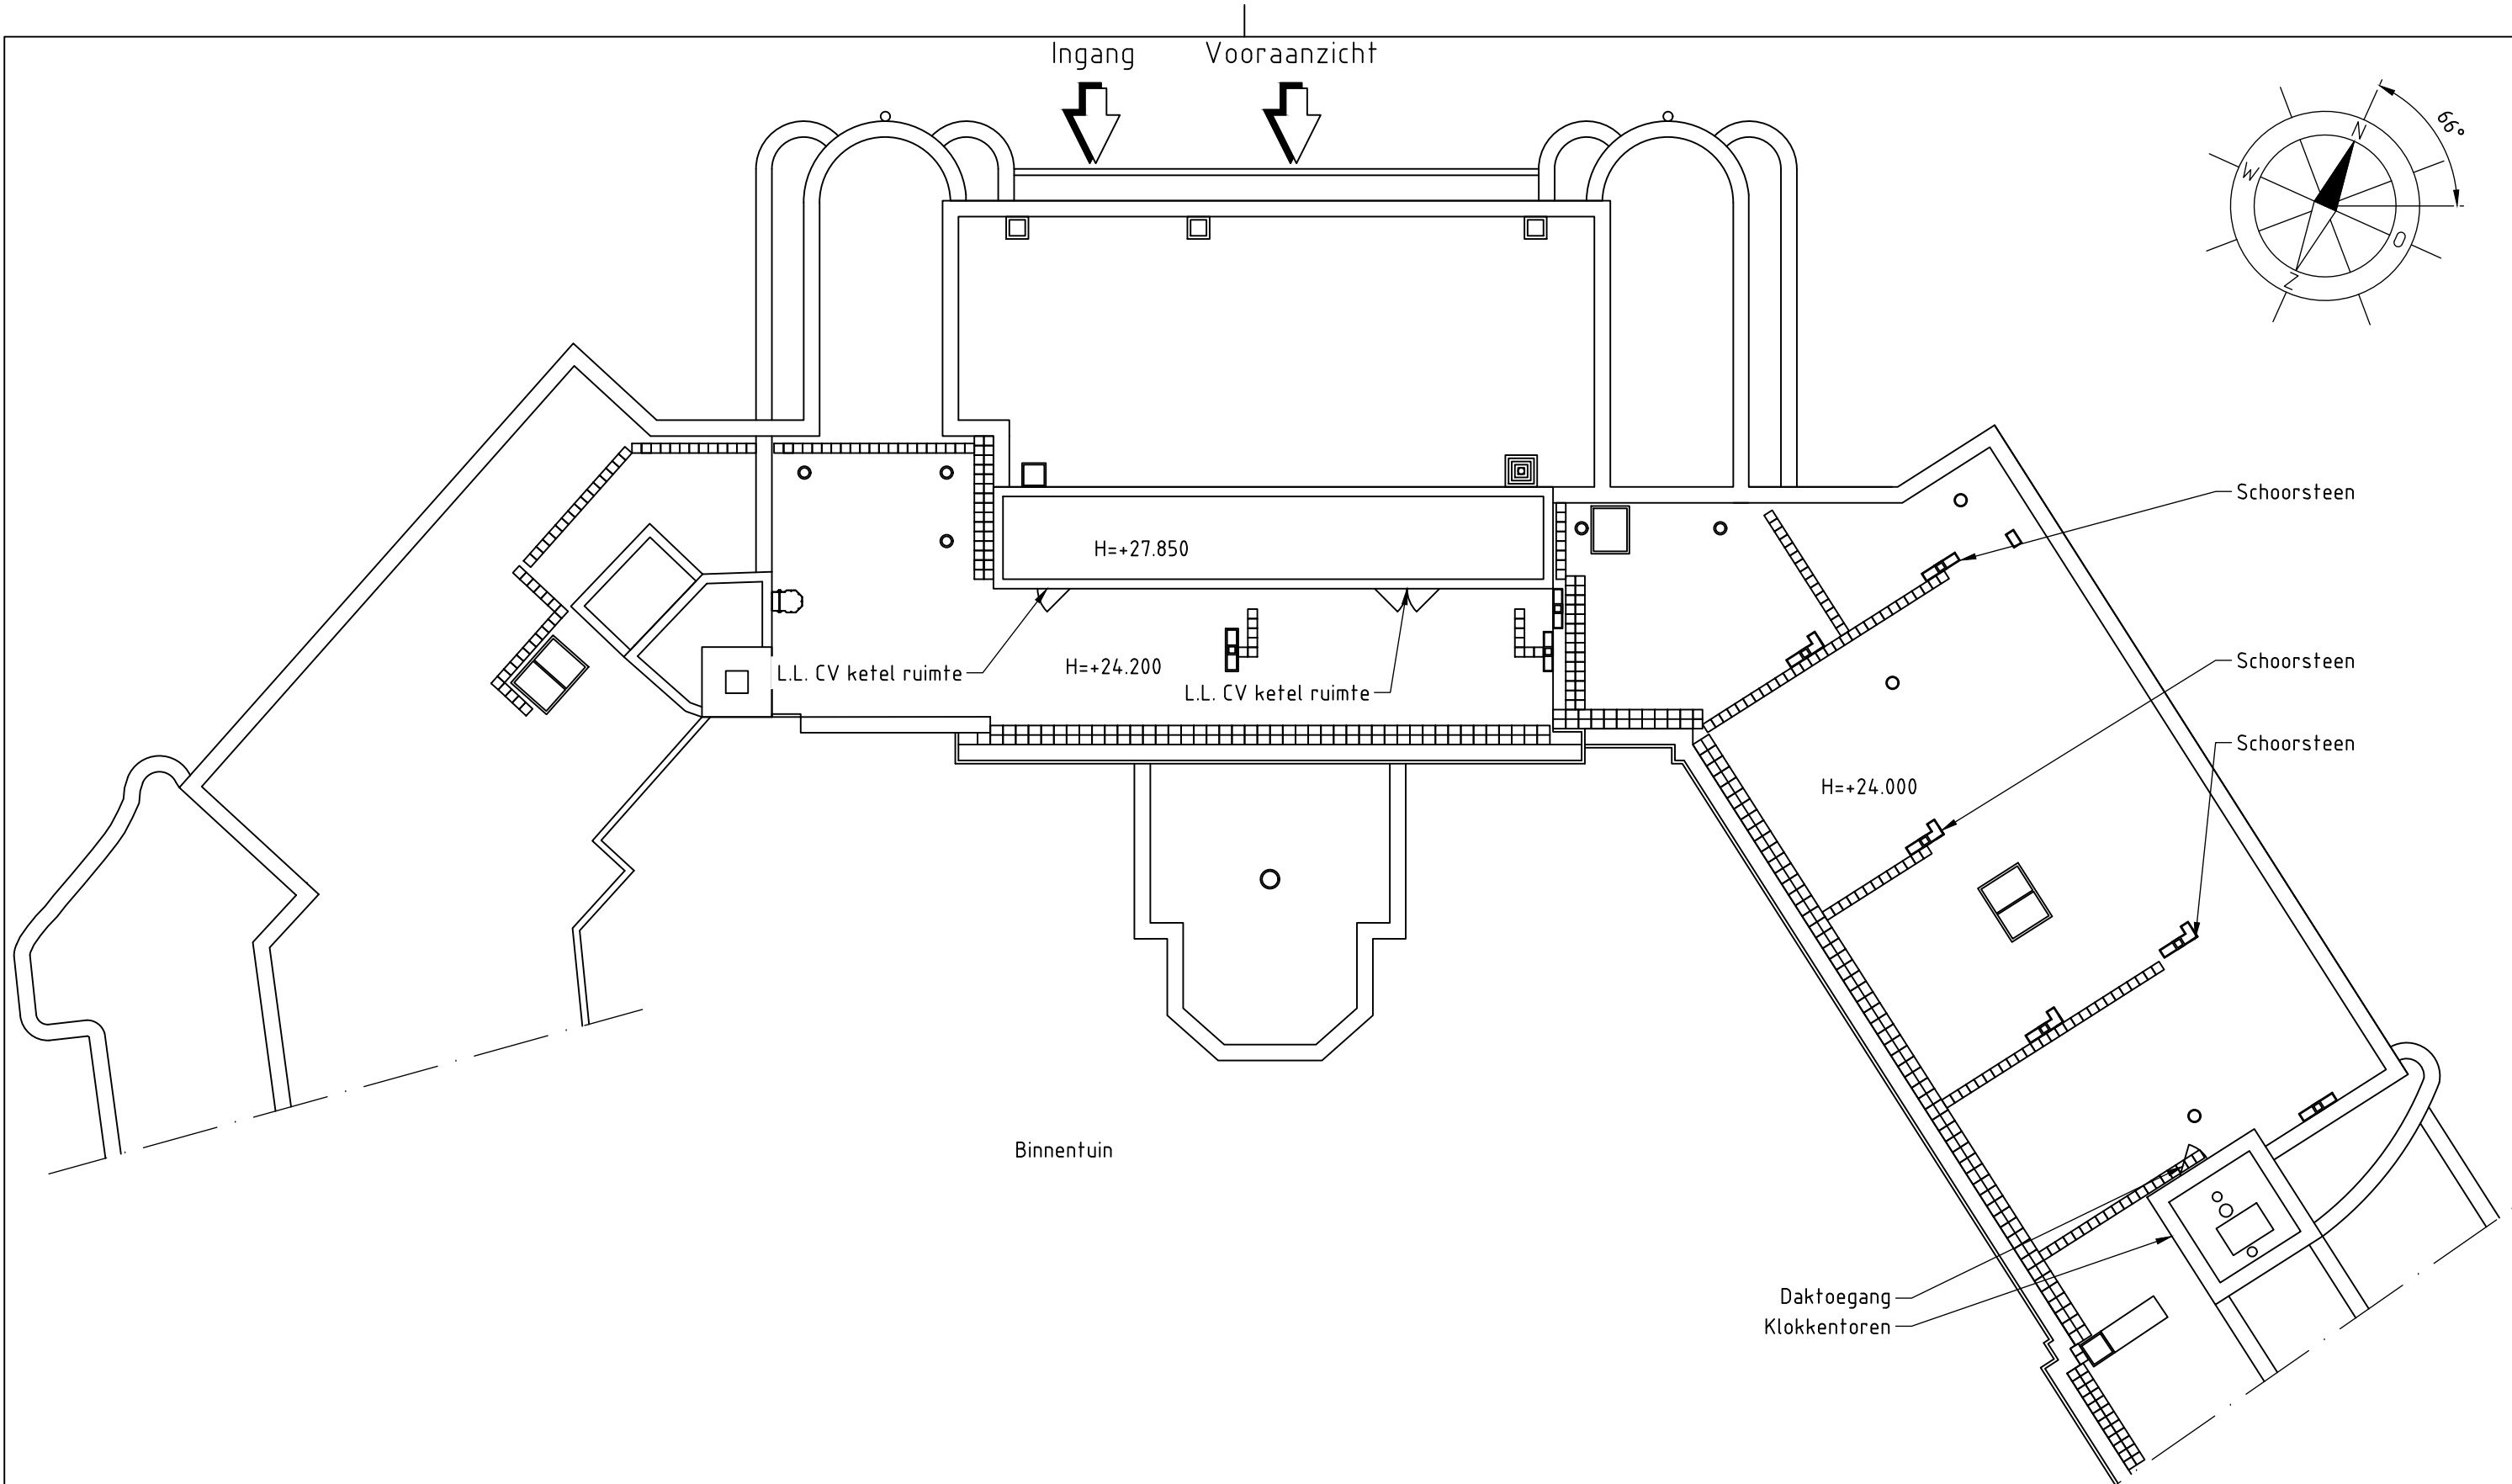 Ingang
Vooraanzicht
66°
N
W
O
Z
Schoorsteen
H=+27.850
Schoorsteen
H=+24.200
L.L. CV ketel ruimte
L.L. CV ketel ruimte
Schoorsteen
H=+24.000
Binnentuin
Daktoegang
Klokkentoren